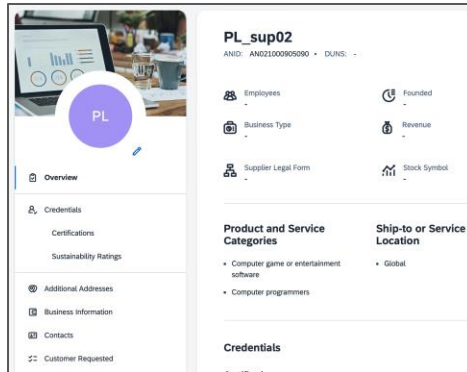 PL
Overview
Credentials
Certifications
Sustainability Ratings
Additional Addresses
Business Information
Contacts
Customer Requested
PL_sup02
ANID: AN021000905090 • DUNS: -
Employees
-
Founded
-
Business Type
-
Revenue
-
Supplier Legal Form
-
Stock Symbol
-
Product and Service
Categories
• Computer game or entertainment
software
• Computer programmers
Ship-to or Service
Location
• Global
Credentials